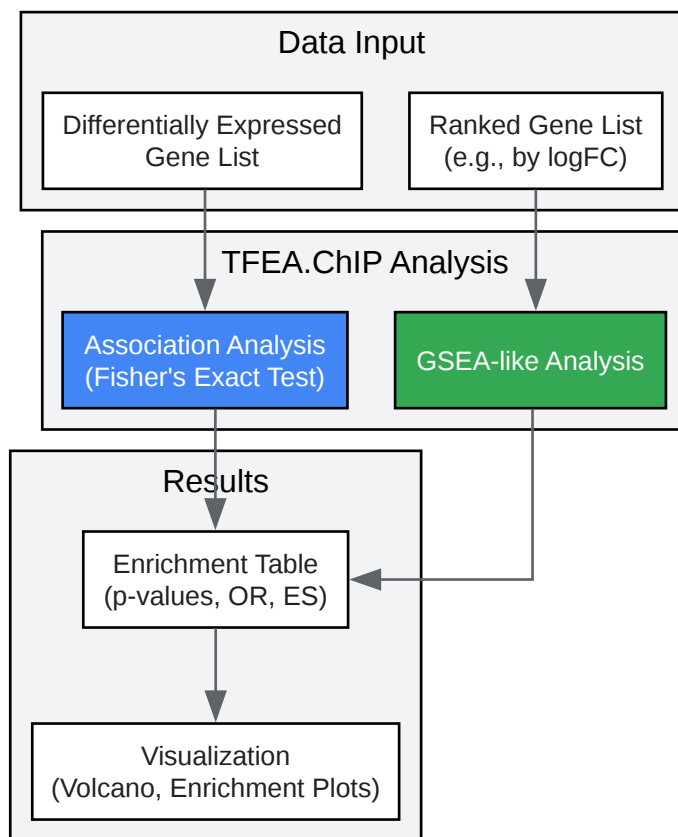 Data Input
Differentially Expressed
Gene List
Ranked Gene List
(e.g., by logFC)
TFEA.ChIP Analysis
Association Analysis
(Fisher's Exact Test)
GSEA-like Analysis
Results
Enrichment Table
(p-values, OR, ES)
Visualization
(Volcano, Enrichment Plots)